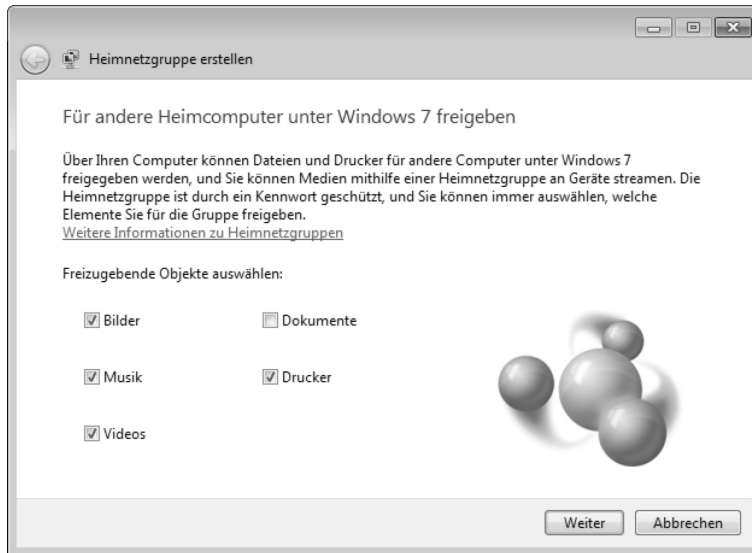 Heimnetzgruppe erstellen
Für andere Heimcomputer unter Windows 7 freigeben
Über Ihren Computer können Dateien und Drucker für andere Computer unter Windows 7
freigegeben werden, und Sie können Medien mithilfe einer Heimnetzgruppe an Geräte streamen. Die
Heimnetzgruppe ist durch ein Kennwort geschützt, und Sie können immer auswählen, welche
Elemente Sie für die Gruppe freigeben.
Weitere Informationen zu Heimnetzgruppen
Freizugebende Objekte auswählen:
Bilder Dokumente
Musik Drucker
Videos
Weiter Abbrechen